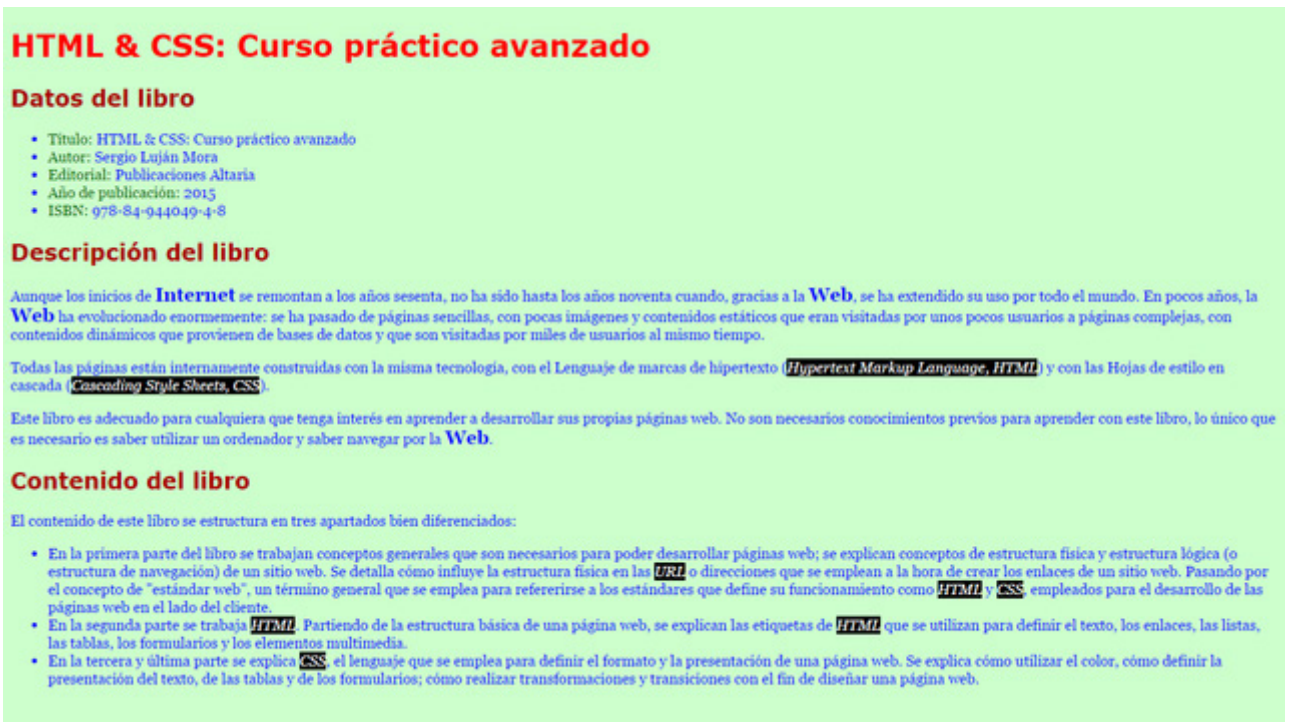 HTML & CSS: Curso práctico avanzado
Datos del libro
• Título: HTML & CSS: Curso práctico avanzado
• Autor: Sergio Luján Mora
• Editorial: Publicaciones Altaria
• Año de publicación: 2015
• ISBN: 978-84-944049-4-8
Descripción del libro
Aunque los inicios de Internet se remontan a los años sesenta, no ha sido hasta los años noventa cuando, gracias a la Web, se ha extendido su uso por todo el mundo. En pocos años, la
Web ha evolucionado enormemente: se ha pasado de páginas sencillas, con pocas imágenes y contenidos estáticos que eran visitadas por unos pocos usuarios a páginas complejas, con
contenidos dinámicos que provienen de bases de datos y que son visitadas por miles de usuarios al mismo tiempo.
Todas las páginas están internamente construidas con la misma tecnología, con el Lenguaje de marcas de hipertexto (Hypertext Markup Language, HTML) y con las Hojas de estilo en
cascada (Cascading Style Sheets, CSS).
Este libro es adecuado para cualquiera que tenga interés en aprender a desarrollar sus propias páginas web. No son necesarios conocimientos previos para aprender con este libro, lo único que
es necesario es saber utilizar un ordenador y saber navegar por la Web.
Contenido del libro
El contenido de este libro se estructura en tres apartados bien diferenciados:
• En la primera parte del libro se trabajan conceptos generales que son necesarios para poder desarrollar páginas web; se explican conceptos de estructura física y estructura lógica (o
estructura de navegación) de un sitio web. Se detalla cómo influye la estructura física en las URL o direcciones que se emplean a la hora de crear los enlaces de un sitio web. Pasando por
el concepto de "estándar web", un término general que se emplea para refererirse a los estándares que define su funcionamiento como HTML y CSS, empleados para el desarrollo de las
páginas web en el lado del cliente.
• En la segunda parte se trabaja HTML. Partiendo de la estructura básica de una página web, se explican las etiquetas de HTML que se utilizan para definir el texto, los enlaces, las listas,
las tablas, los formularios y los elementos multimedia.
• En la tercera y última parte se explica CSS, el lenguaje que se emplea para definir el formato y la presentación de una página web. Se explica cómo utilizar el color, cómo definir la
presentación del texto, de las tablas y de los formularios; cómo realizar transformaciones y transiciones con el fin de diseñar una página web.